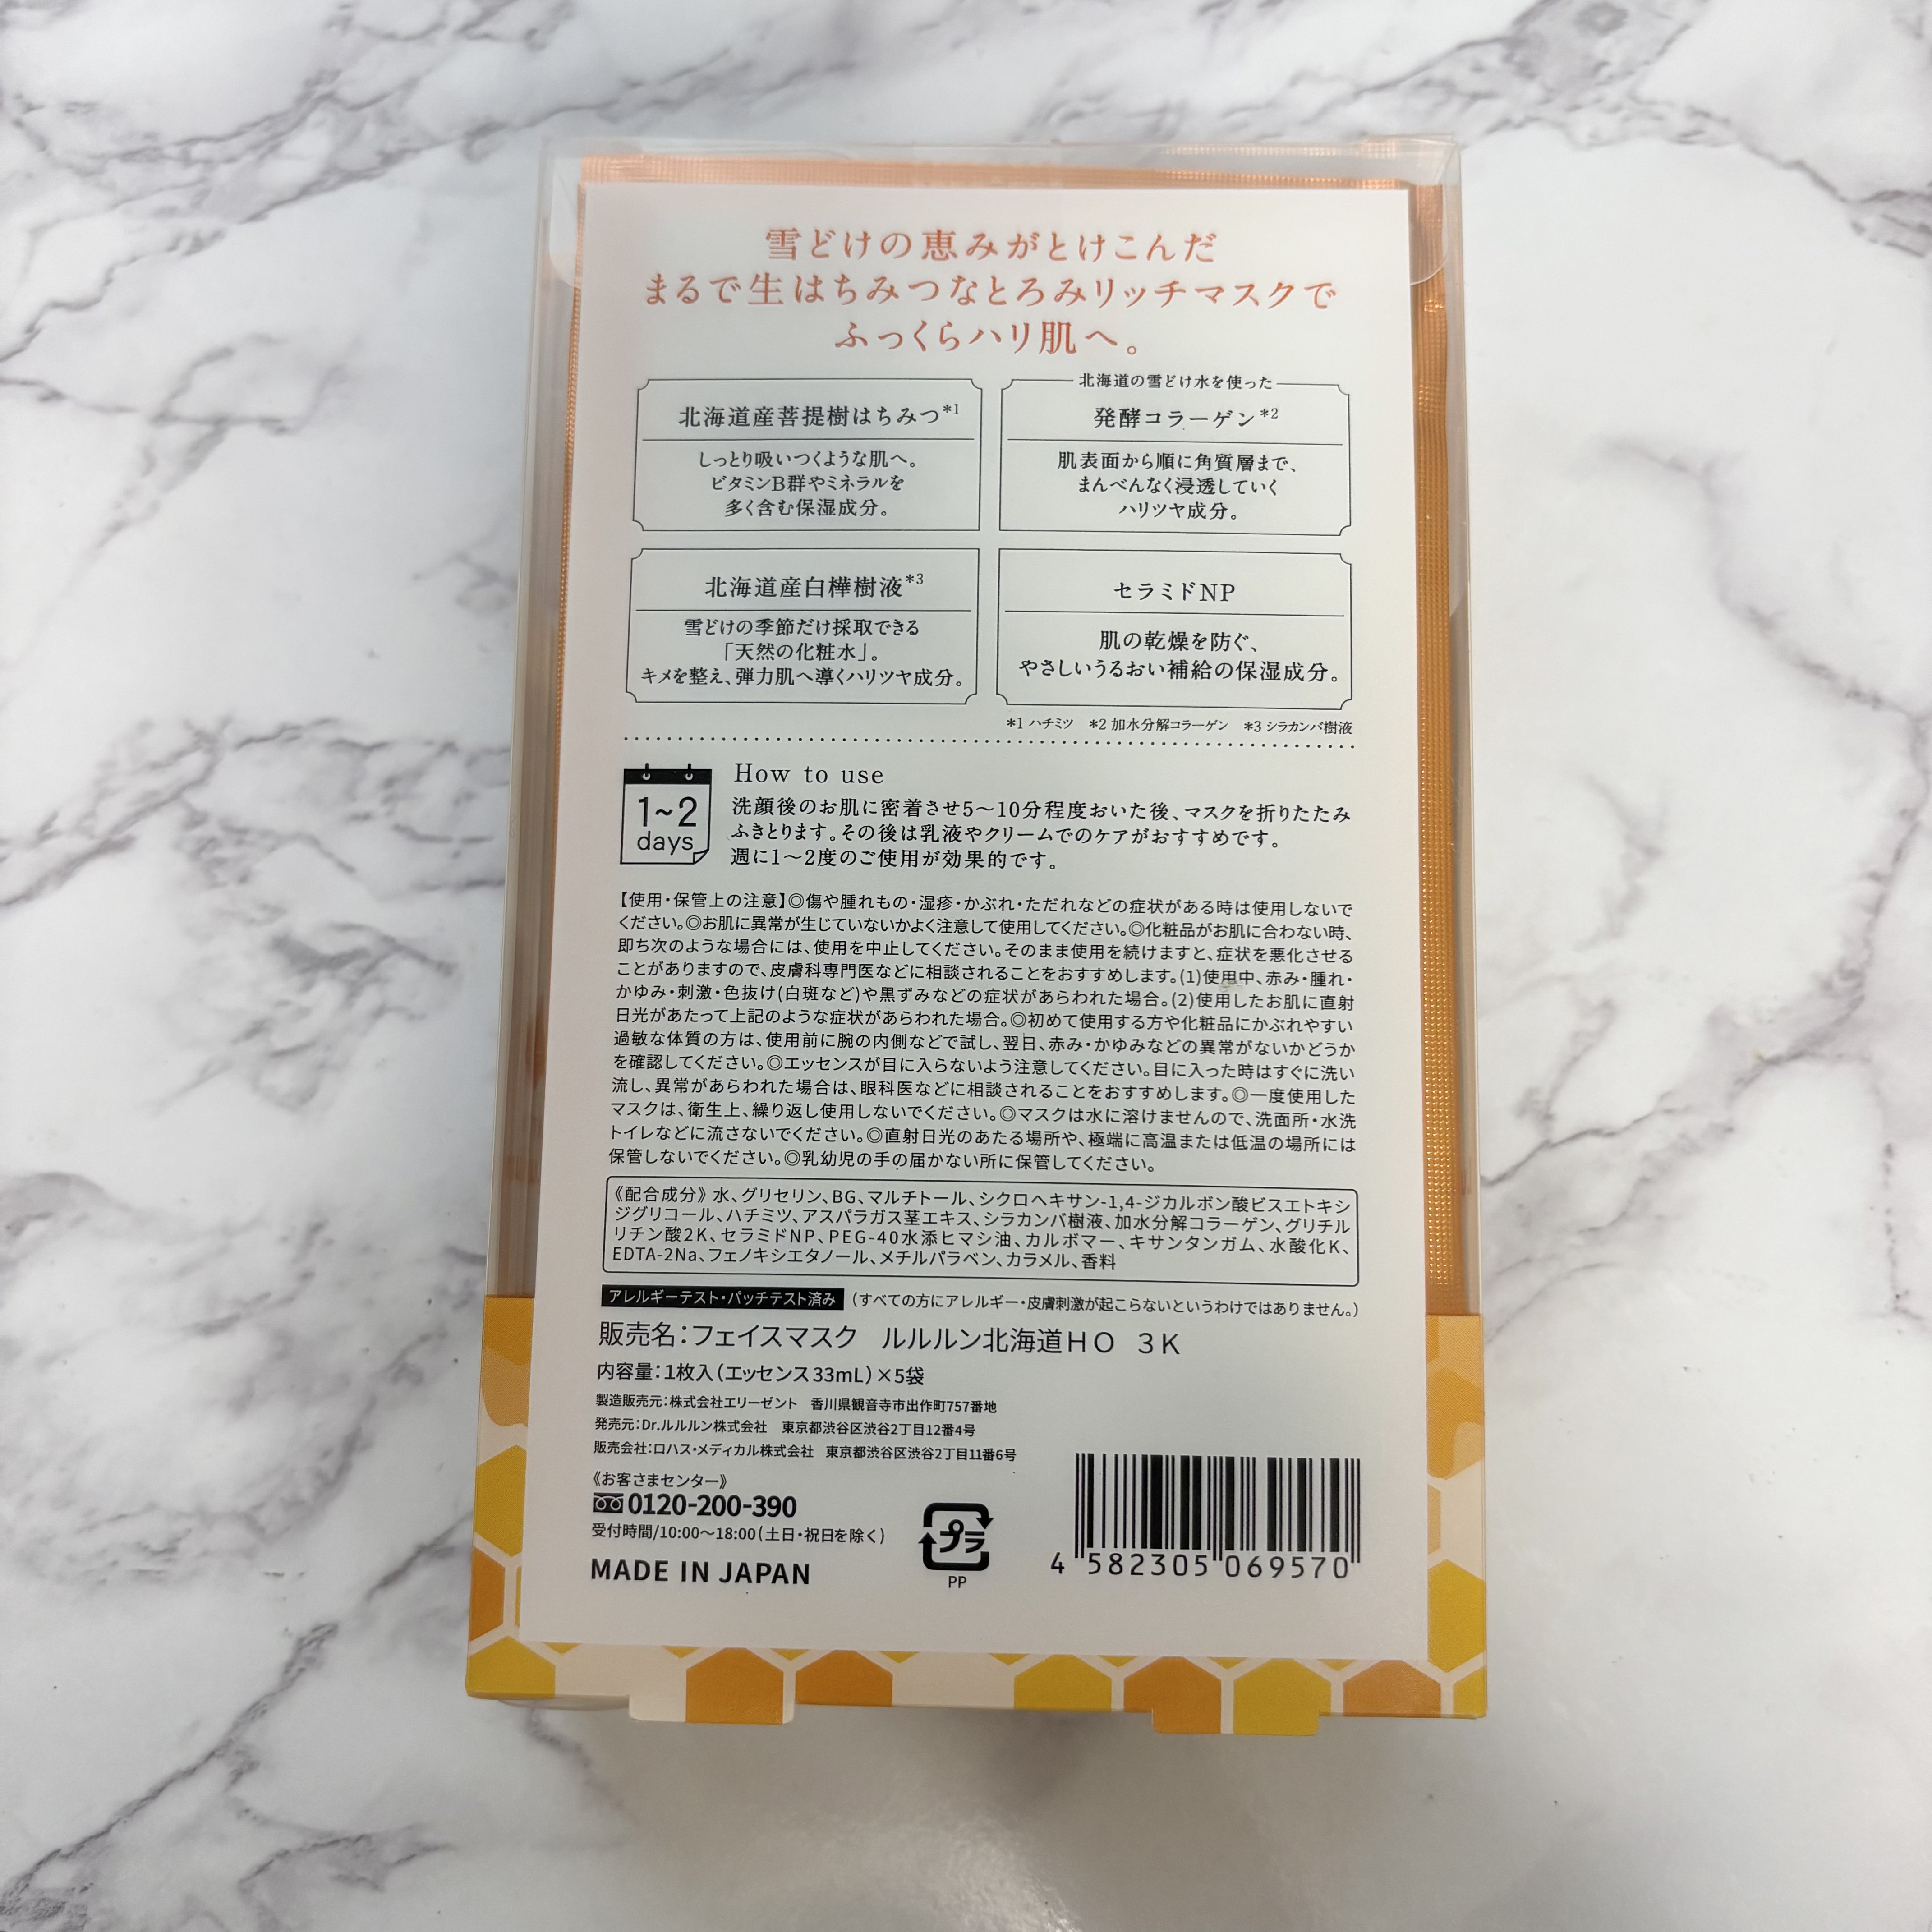 雪どけの恵みがとけこんだ
まるで生はちみつなとろみリッチマスクで
ふっくらハリ肌へ。
北海道産菩提樹はちみつ*1
しっとり吸いつくような肌へ。
ビタミンB群やミネラルを
多く含む保湿成分。
北海道の雪どけ水を使った
発酵コラーゲン*2
肌表面から順に角質層まで、
まんべんなく浸透していく
ハリツヤ成分。
北海道産白樺樹液*3
雪どけの季節だけ採取できる
「天然の化粧水」。
キメを整え、弾力肌へ導くハリツヤ成分。
セラミドNP
肌の乾燥を防ぐ、
やさしいうるおい補給の保湿成分。
*1 ハチミツ *2 加水分解コラーゲン *3 シラカンバ樹液
1~2
days
How to use
洗顔後のお肌に密着させ5～10分程度おいた後、マスクを折りたたみ
ふきとります。その後は乳液やクリームでのケアがおすすめです。
週に1～2度のご使用が効果的です。
【使用・保管上の注意】◎傷や腫れもの・湿疹・かぶれ・ただれなどの症状がある時は使用しないで
ください。◎お肌に異常が生じていないかよく注意して使用してください。◎化粧品がお肌に合わない時、
即ち次のような場合には、使用を中止してください。そのまま使用を続けますと、症状を悪化させる
ことがありますので、皮膚科専門医などに相談されることをおすすめします。(1)使用中、赤み・腫れ・
かゆみ・刺激・色抜け(白斑など)や黒ずみなどの症状があらわれた場合。(2)使用したお肌に直射
日光があたって上記のような症状があらわれた場合。◎初めて使用する方や化粧品にかぶれやすい
過敏な体質の方は、使用前に腕の内側などで試し、翌日、赤み・かゆみなどの異常がないかどうか
を確認してください。◎エッセンスが目に入らないよう注意してください。目に入った時はすぐに洗い
流し、異常があらわれた場合は、眼科医などに相談されることをおすすめします。◎一度使用した
マスクは、衛生上、繰り返し使用しないでください。◎マスクは水に溶けませんので、洗面所・水洗
トイレなどに流さないでください。◎直射日光のあたる場所や、極端に高温または低温の場所には
保管しないでください。◎乳幼児の手の届かない所に保管してください。
《配合成分》水、グリセリン、BG、マルチトール、シクロヘキサン-1,4-ジカルボン酸ビスエトキシ
ジグリコール、ハチミツ、アスパラガス茎エキス、シラカンバ樹液、加水分解コラーゲン、グリチル
リチン酸2K、セラミドNP、PEG-40水添ヒマシ油、カルボマー、キサンタンガム、水酸化K、
EDTA-2Na、フェノキシエタノール、メチルパラベン、カラメル、香料
アレルギーテスト・パッチテスト済み (すべての方にアレルギー・皮膚刺激が起こらないというわけではありません。)
販売名：フェイスマスク ルルルン北海道HO 3K
内容量：1枚入(エッセンス33mL)×5袋
製造販売元：株式会社エリーゼント 香川県観音寺市出作町757番地
発売元：Dr.ルルルン株式会社 東京都渋谷区渋谷2丁目12番4号
販売会社：ロハス・メディカル株式会社 東京都渋谷区渋谷2丁目11番6号
《お客さまセンター》
0120-200-390
受付時間/10:00～18:00(土日・祝日を除く)
MADE IN JAPAN
プラ
PP
4 582305 069570